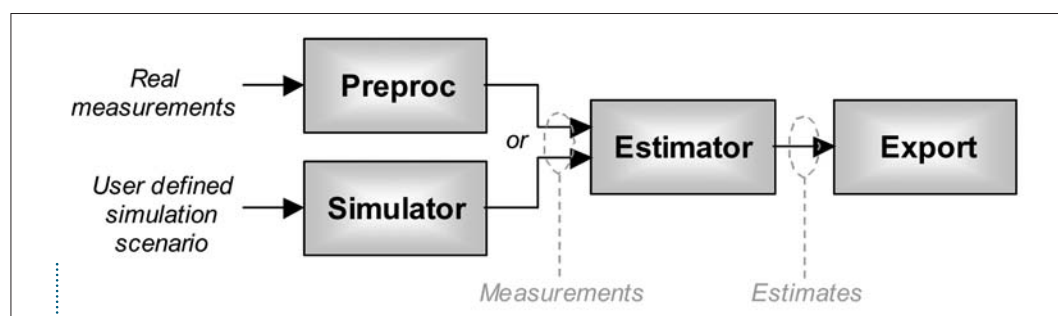 Real
measurements
Preproc
or
Estimator
Export
User defined
simulation
scenario
Simulator
Measurements
Estimates